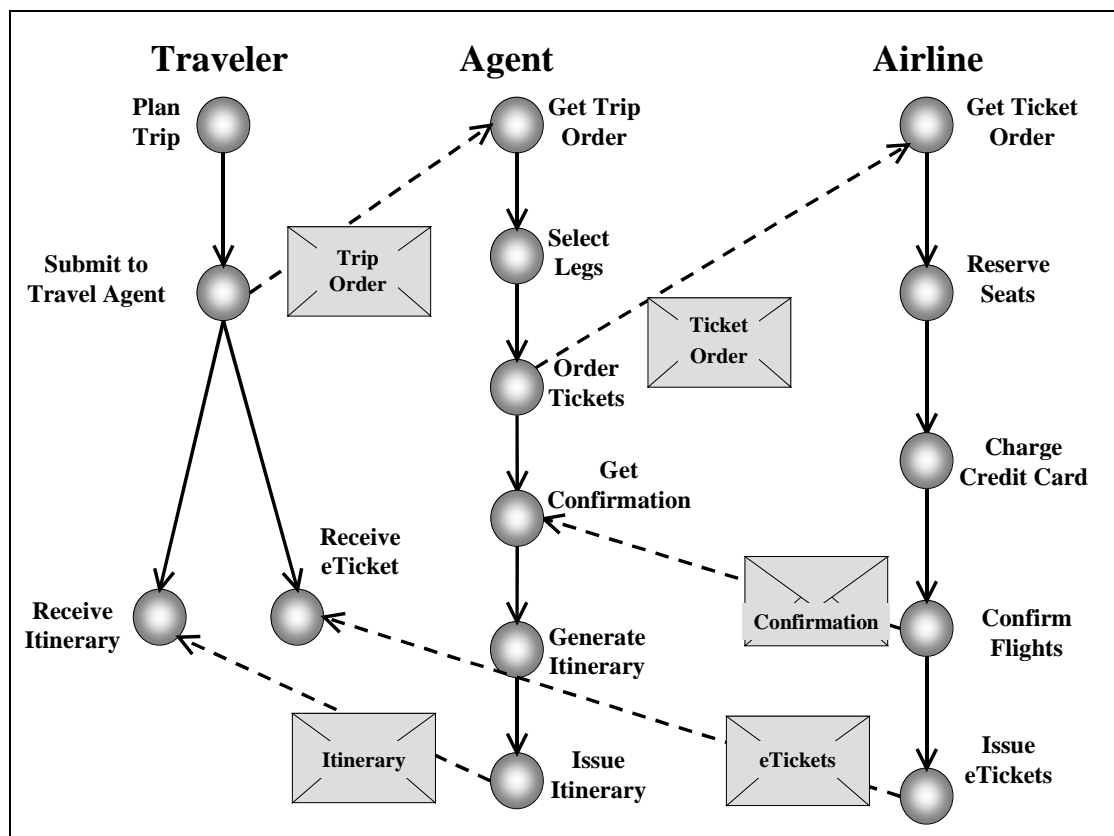 Traveler
Agent
Airline
Plan
Trip
Get Trip
Order
Get Ticket
Order
Trip
Order
Select
Legs
Submit to
Travel Agent
Reserve
Seats
Ticket
Order
Order
Tickets
Get
Confirmation
Charge
Credit Card
Receive
eTicket
Receive
Itinerary
Generate
Itinerary
Confirmation
Confirm
Flights
Itinerary
Issue
Itinerary
eTickets
Issue
eTickets